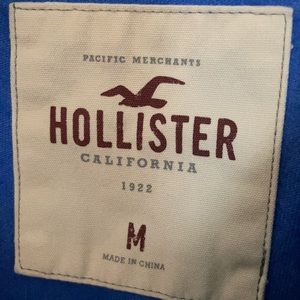 PACIFIC MERCHANTS
HOLLISTER
CALIFORNIA
1922
M
MADE IN CHINA